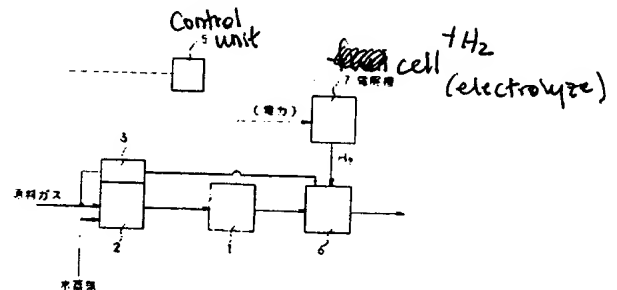 Control
unit
5
cell + H₂
(electrolyze)
7 電解槽
(電力)
H₂
3
原料ガス
2
1
6
水蒸気